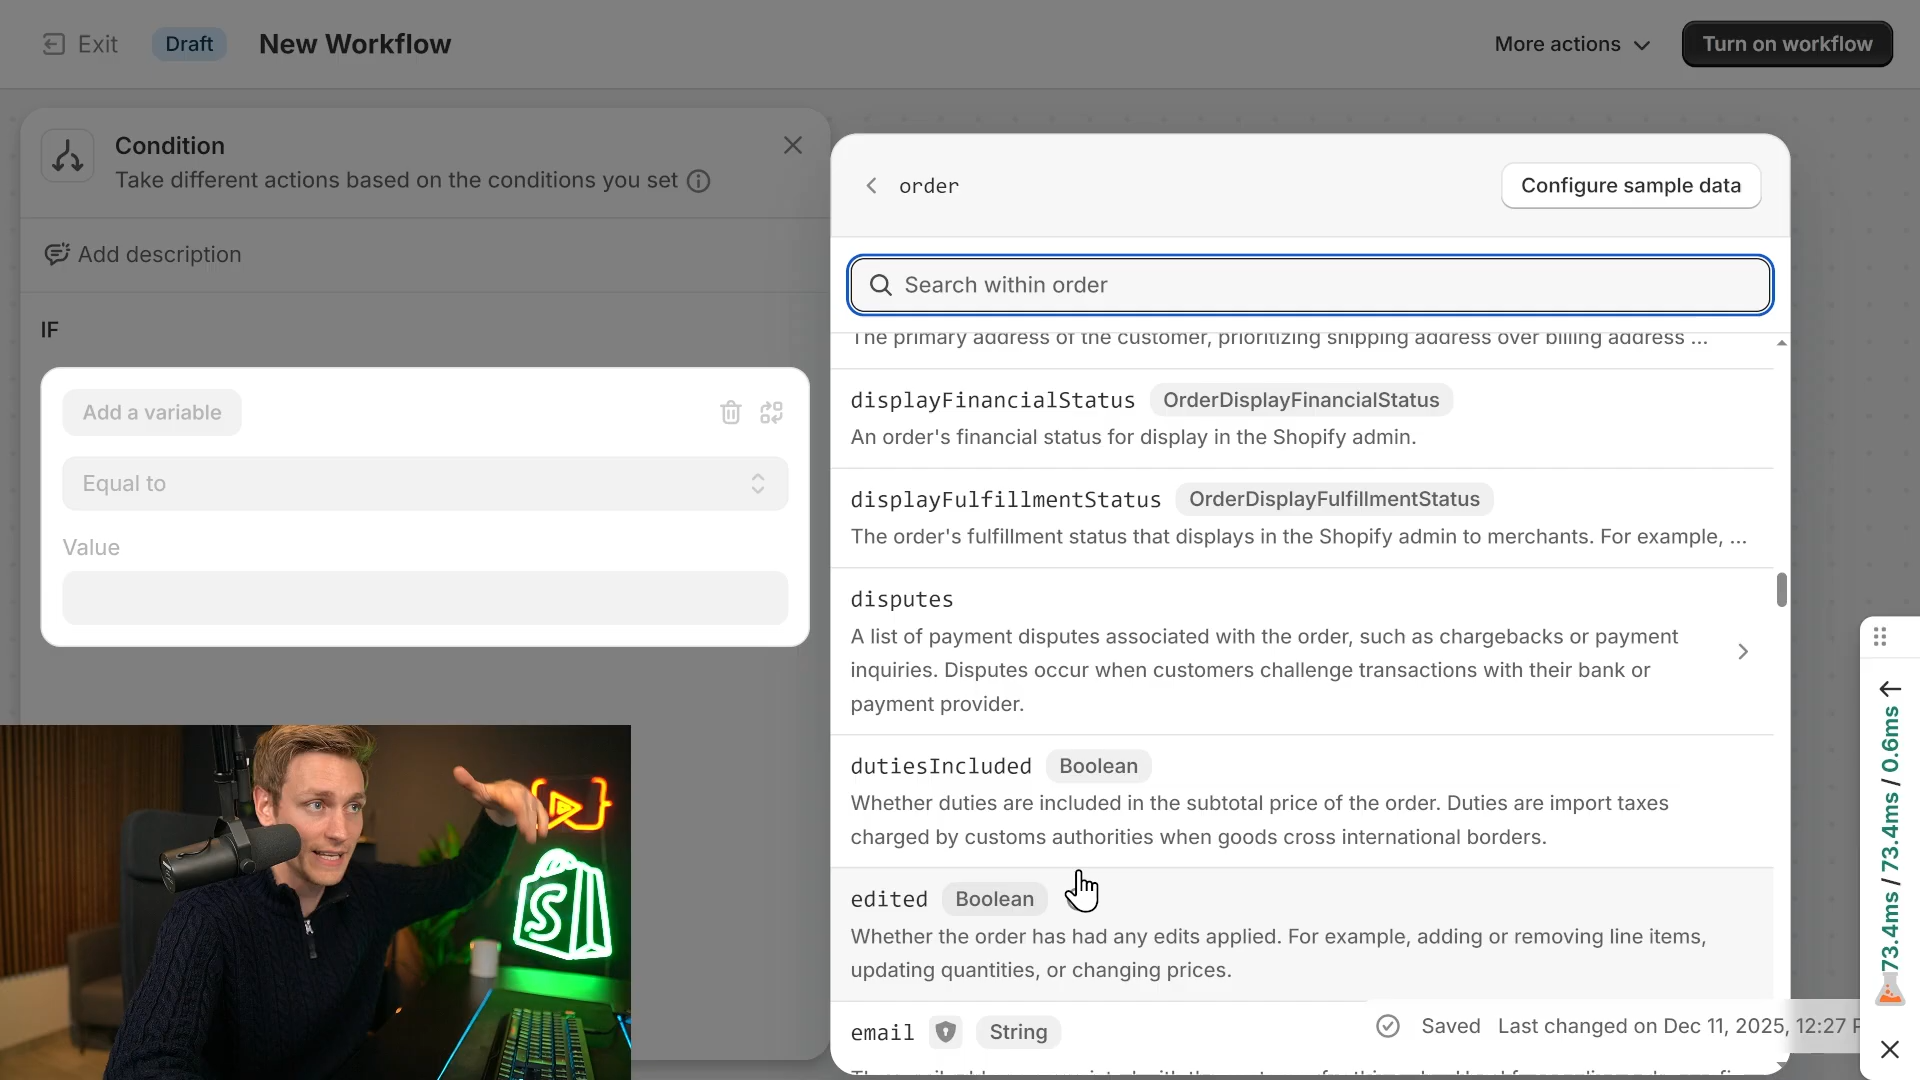 Exit
Draft
New Workflow
More actions
Turn on workflow
Condition
Take different actions based on the conditions you set
Add description
IF
Add a variable
Equal to
Value
order
Configure sample data
Search within order
The primary address of the customer, prioritizing shipping address over billing address ...
displayFinancialStatus OrderDisplayFinancialStatus
An order's financial status for display in the Shopify admin.
displayFulfillmentStatus OrderDisplayFulfillmentStatus
The order's fulfillment status that displays in the Shopify admin to merchants. For example, ...
disputes
A list of payment disputes associated with the order, such as chargebacks or payment
inquiries. Disputes occur when customers challenge transactions with their bank or
payment provider.
dutiesIncluded Boolean
Whether duties are included in the subtotal price of the order. Duties are import taxes
charged by customs authorities when goods cross international borders.
edited Boolean
Whether the order has had any edits applied. For example, adding or removing line items,
updating quantities, or changing prices.
email String
Saved Last changed on Dec 11, 2025, 12:27 P
73.4ms / 73.4ms / 0.6ms
S